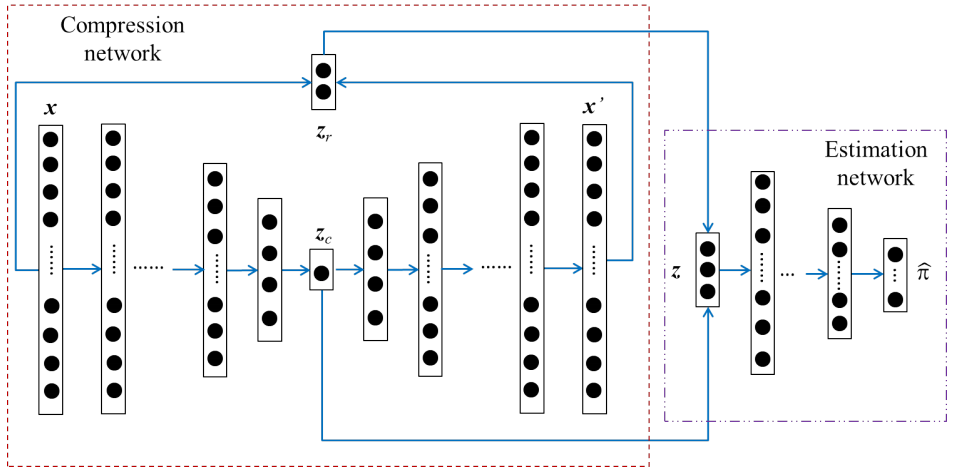 Compression
network
x
z_r
x'
z_c
Estimation
network
z
π̂